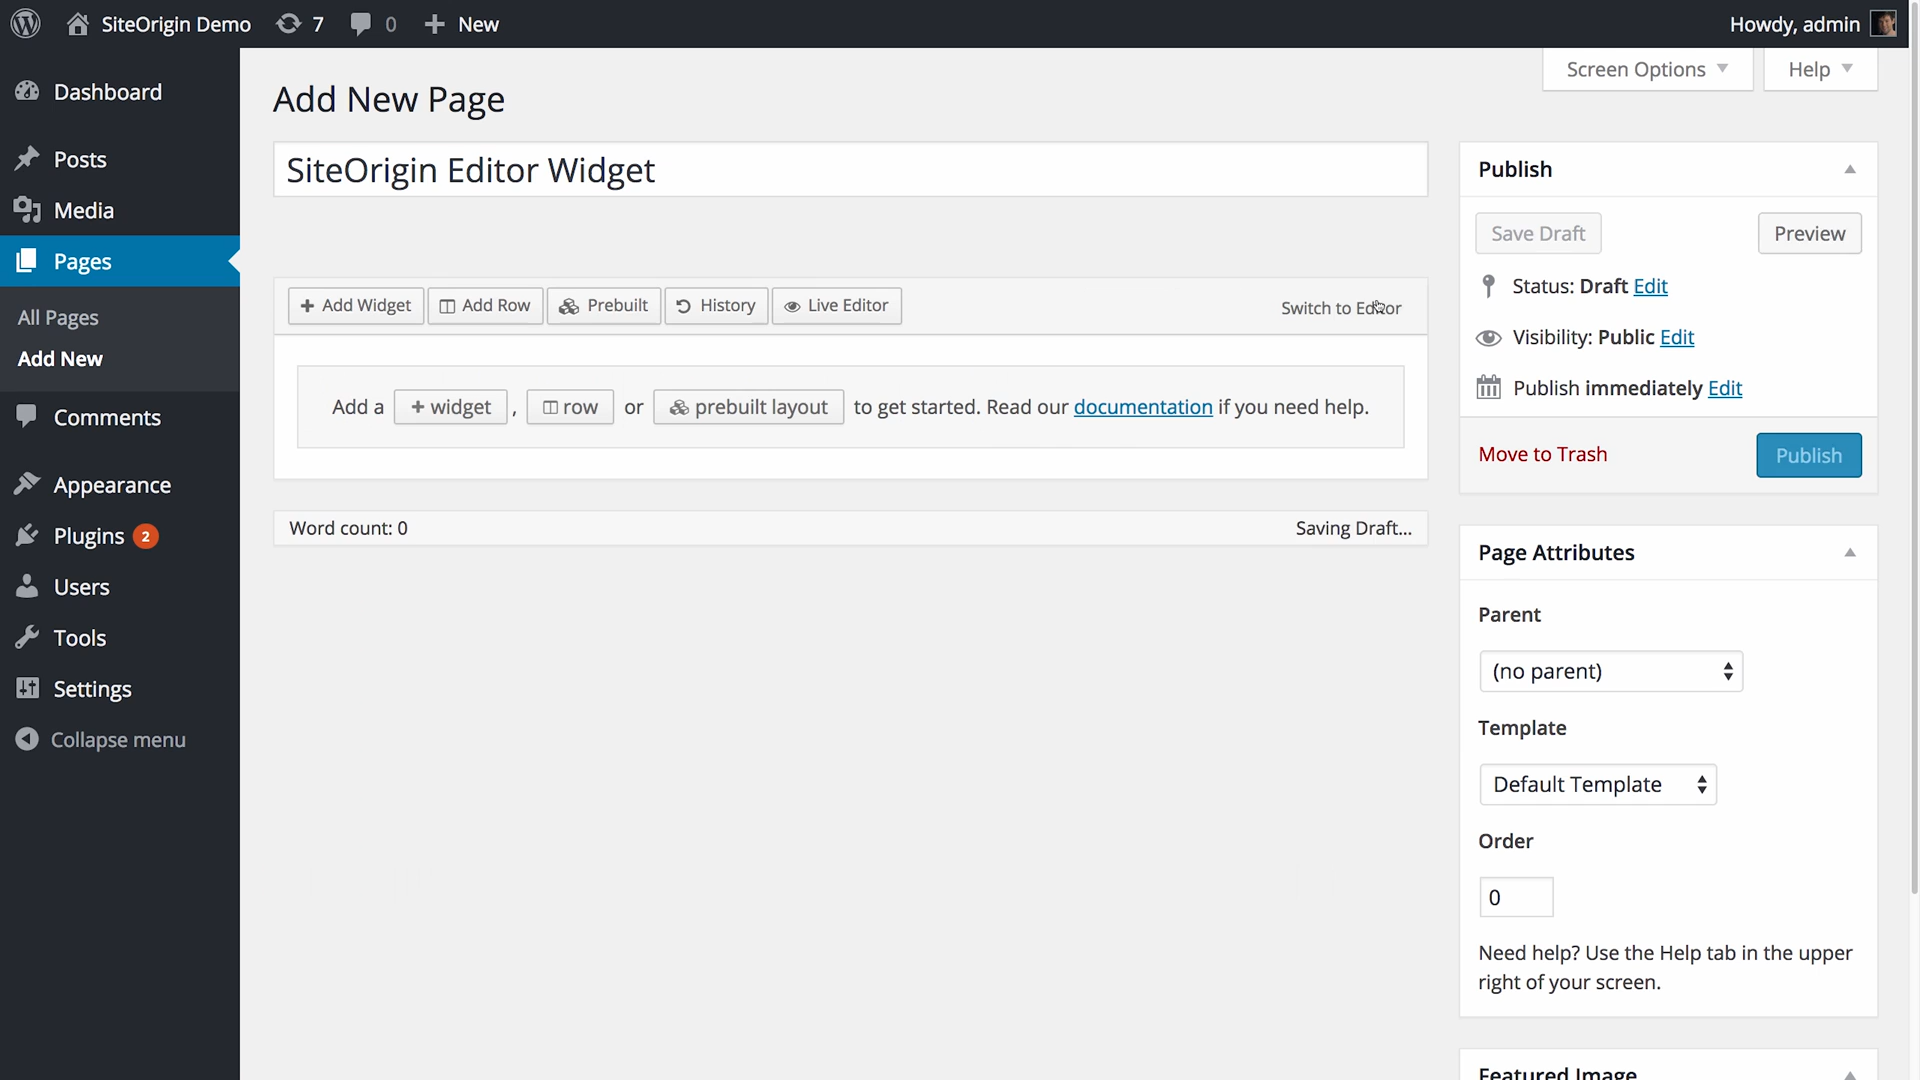 SiteOrigin Demo 7 0 New Howdy, admin
Screen Options Help
Dashboard
Posts
Media
Pages
All Pages
Add New
Comments
Appearance
Plugins 2
Users
Tools
Settings
Collapse menu
Add New Page
SiteOrigin Editor Widget
Add Widget Add Row Prebuilt History Live Editor Switch to Editor
Add a widget , row or prebuilt layout to get started. Read our documentation if you need help.
Word count: 0 Saving Draft...
Publish
Save Draft Preview
Status: Draft Edit
Visibility: Public Edit
Publish immediately Edit
Move to Trash Publish
Page Attributes
Parent
(no parent)
Template
Default Template
Order
0
Need help? Use the Help tab in the upper
right of your screen.
Featured Image